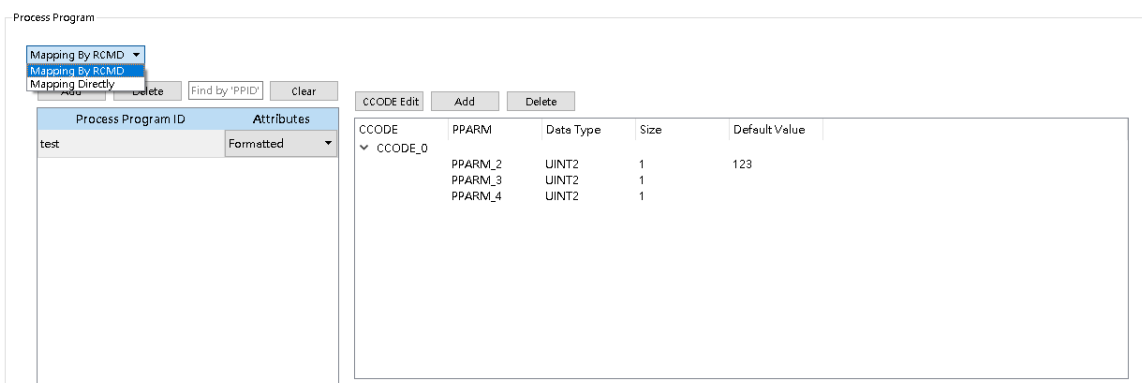 Process Program
Mapping By RCMD
Mapping By RCMD
Mapping Directly
Add Delete Find by 'PPID' Clear
CCODE Edit Add Delete
Process Program ID Attributes
test Formatted
CCODE PPARM Data Type Size Default Value
CCODE_0
PPARM_2 UINT2 1 123
PPARM_3 UINT2 1
PPARM_4 UINT2 1